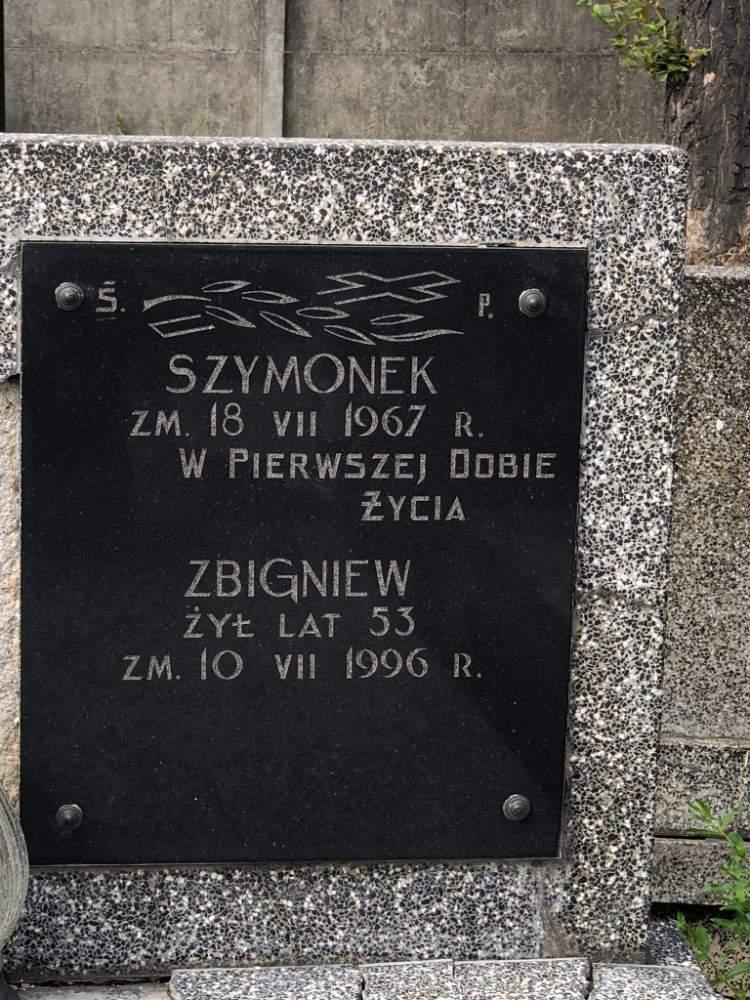 Ś. P.
SZYMONEK
ZM. 18 VII 1967 R.
W PIERWSZEJ DOBIE
ŻYCIA
ZBIGNIEW
ŻYŁ LAT 53
ZM. 10 VII 1996 R.